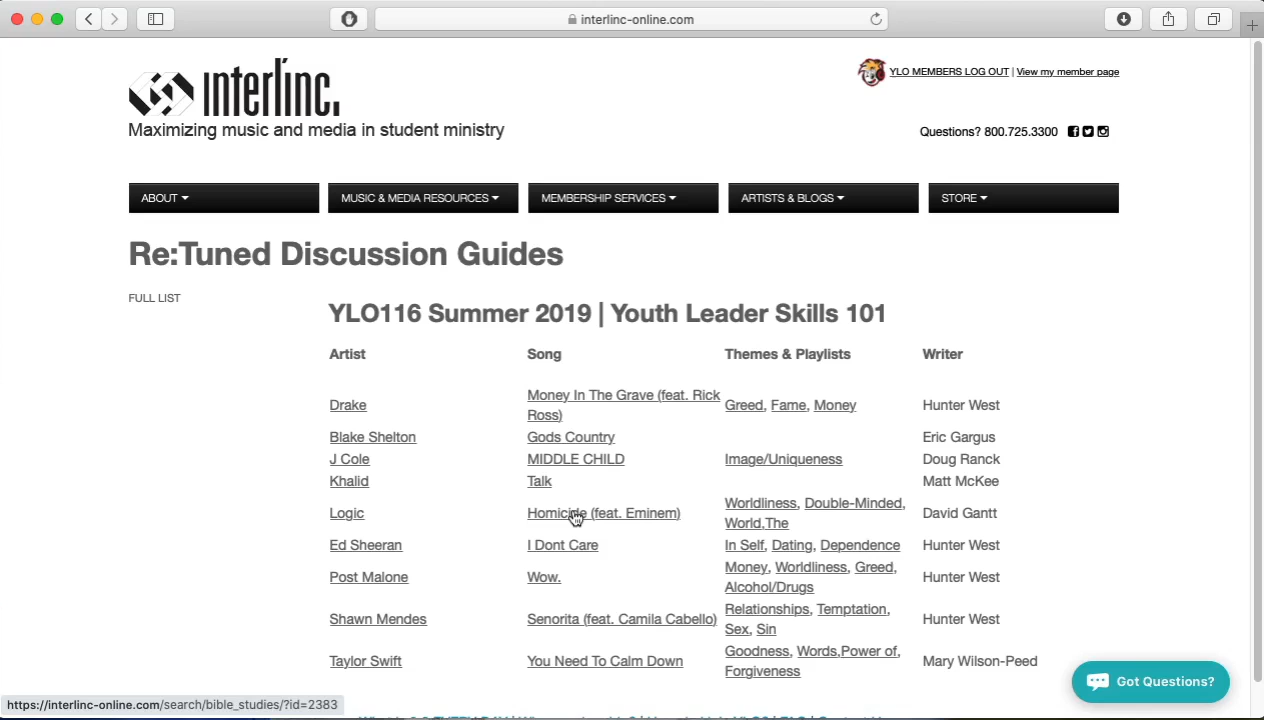 interlinc-online.com
interl'inc.
Maximizing music and media in student ministry
YLO MEMBERS LOG OUT | View my member page
Questions? 800.725.3300
ABOUT
MUSIC & MEDIA RESOURCES
MEMBERSHIP SERVICES
ARTISTS & BLOGS
STORE
Re:Tuned Discussion Guides
FULL LIST
YLO116 Summer 2019 | Youth Leader Skills 101
Artist Song Themes & Playlists Writer
Drake Money In The Grave (feat. Rick Ross) Greed, Fame, Money Hunter West
Blake Shelton Gods Country Eric Gargus
J Cole MIDDLE CHILD Image/Uniqueness Doug Ranck
Khalid Talk Matt McKee
Logic Homicide (feat. Eminem) Worldliness, Double-Minded, World,The David Gantt
Ed Sheeran I Dont Care In Self, Dating, Dependence Hunter West
Post Malone Wow. Money, Worldliness, Greed, Alcohol/Drugs Hunter West
Shawn Mendes Senorita (feat. Camila Cabello) Relationships, Temptation, Sex, Sin Hunter West
Taylor Swift You Need To Calm Down Goodness, Words,Power of, Forgiveness Mary Wilson-Peed
Got Questions?
https://interlinc-online.com/search/bible_studies/?id=2383